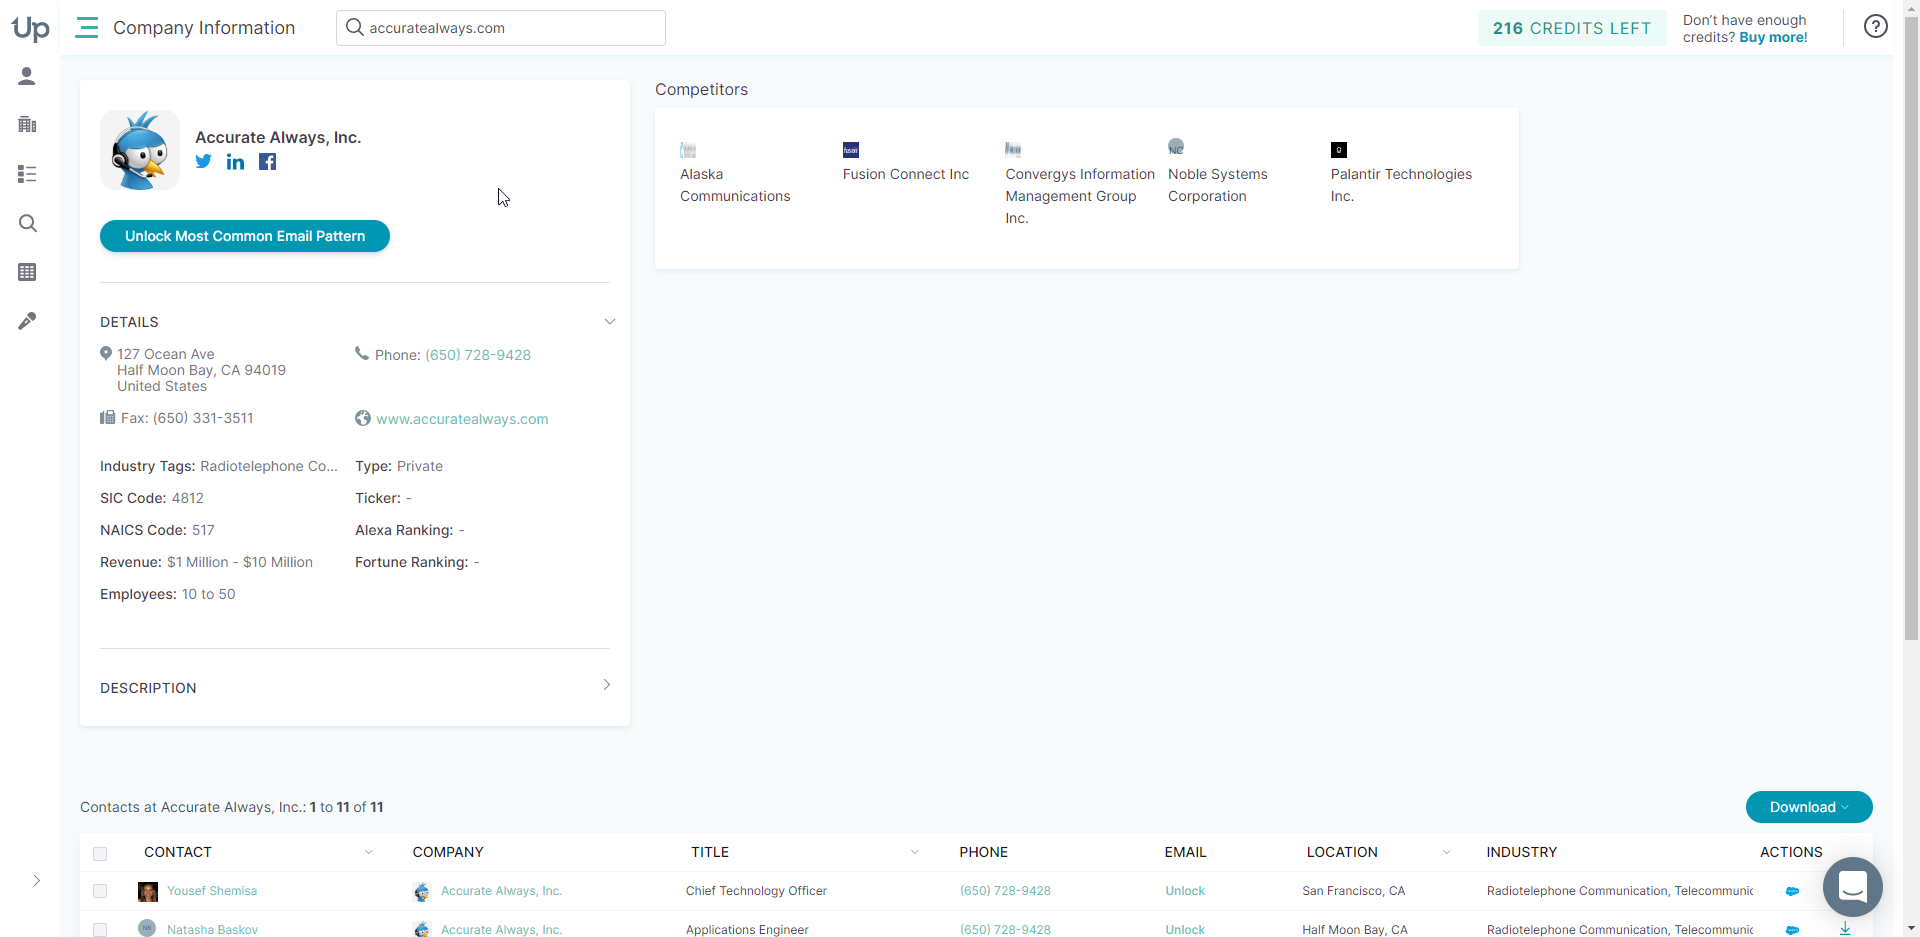 Up
Company Information
accuratealways.com
216 CREDITS LEFT
Don't have enough
credits? Buy more!
?
Accurate Always, Inc.
Unlock Most Common Email Pattern
DETAILS
127 Ocean Ave
Half Moon Bay, CA 94019
United States
Phone: (650) 728-9428
Fax: (650) 331-3511
www.accuratealways.com
Industry Tags: Radiotelephone Co...
Type: Private
SIC Code: 4812
Ticker: -
NAICS Code: 517
Alexa Ranking: -
Revenue: $1 Million - $10 Million
Fortune Ranking: -
Employees: 10 to 50
DESCRIPTION
Competitors
Alaska
Communications
fusion
Fusion Connect Inc
Convergys Information
Management Group
Inc.
NC
Noble Systems
Corporation
Palantir Technologies
Inc.
Contacts at Accurate Always, Inc.: 1 to 11 of 11
Download
CONTACT COMPANY TITLE PHONE EMAIL LOCATION INDUSTRY ACTIONS
Yousef Shemisa Accurate Always, Inc. Chief Technology Officer (650) 728-9428 Unlock San Francisco, CA Radiotelephone Communication, Telecommunic
NB Natasha Baskov Accurate Always, Inc. Applications Engineer (650) 728-9428 Unlock Half Moon Bay, CA Radiotelephone Communication, Telecommunic